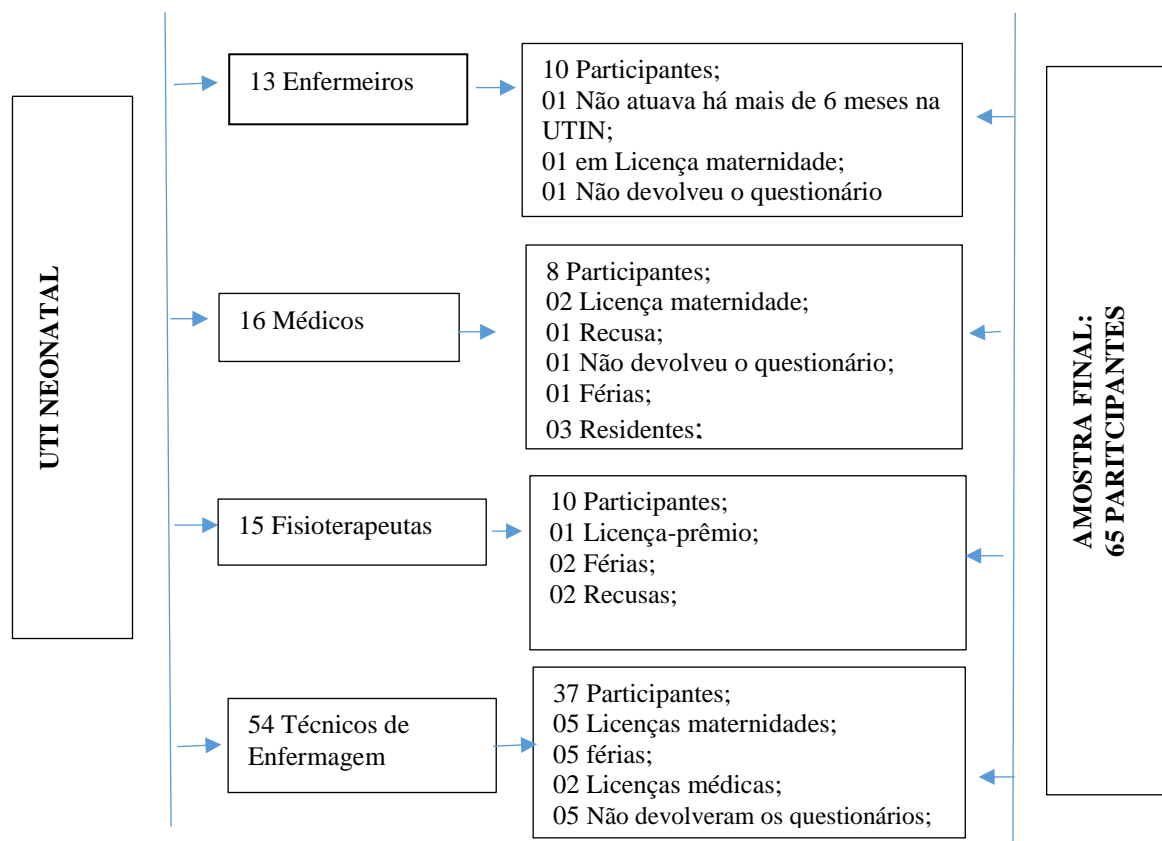 UTI NEONATAL
13 Enfermeiros
10 Participantes;
01 Não atuava há mais de 6 meses na
UTIN;
01 em Licença maternidade;
01 Não devolveu o questionário
16 Médicos
8 Participantes;
02 Licença maternidade;
01 Recusa;
01 Não devolveu o questionário;
01 Férias;
03 Residentes;
15 Fisioterapeutas
10 Participantes;
01 Licença-prêmio;
02 Férias;
02 Recusas;
54 Técnicos de
Enfermagem
37 Participantes;
05 Licenças maternidades;
05 férias;
02 Licenças médicas;
05 Não devolveram os questionários;
AMOSTRA FINAL:
65 PARITCIPANTES